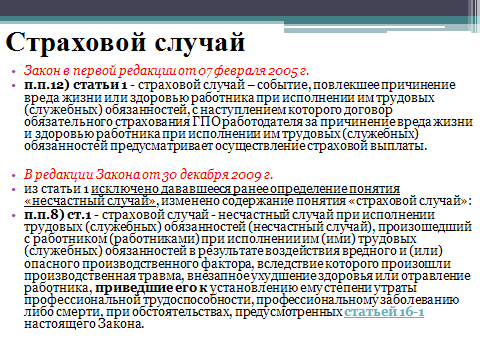 Страховой случай
• Закон в первой редакции от 07 февраля 2005 г.
• п.п.12) статьи 1 - страховой случай – событие, повлекшее причинение
вреда жизни или здоровью работника при исполнении им трудовых
(служебных) обязанностей, с наступлением которого договор
обязательного страхования ГПО работодателя за причинение вреда жизни
и здоровью работника при исполнении им трудовых (служебных)
обязанностей предусматривает осуществление страховой выплаты.
• В редакции Закона от 30 декабря 2009 г.
• из статьи 1 исключено дававшееся ранее определение понятия
«несчастный случай», изменено содержание понятия «страховой случай»:
• п.п.8) ст.1 - страховой случай - несчастный случай при исполнении
трудовых (служебных) обязанностей (несчастный случай), произошедший
с работником (работниками) при исполнении им (ими) трудовых
(служебных) обязанностей в результате воздействия вредного и (или)
опасного производственного фактора, вследствие которого произошли
производственная травма, внезапное ухудшение здоровья или отравление
работника, приведшие его к установлению ему степени утраты
профессиональной трудоспособности, профессиональному заболеванию
либо смерти, при обстоятельствах, предусмотренных статьей 16-1
настоящего Закона.